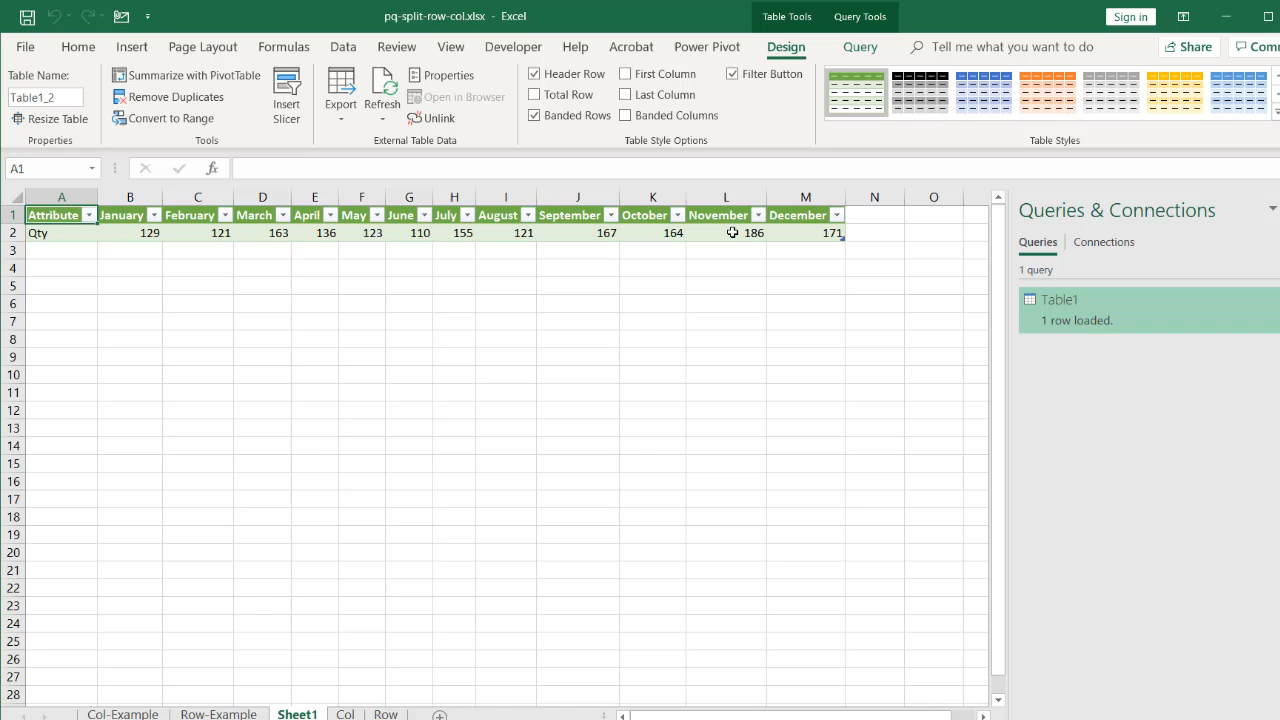 pq-split-row-col.xlsx - Excel
Table Tools Query Tools
Sign in
File Home Insert Page Layout Formulas Data Review View Developer Help Acrobat Power Pivot Design Query Tell me what you want to do Share Comm
Table Name:
Table1_2
Resize Table
Properties
Summarize with PivotTable
Remove Duplicates
Convert to Range
Insert
Slicer
Tools
Export
Refresh
Properties
Open in Browser
Unlink
External Table Data
Header Row First Column Filter Button
Total Row Last Column
Banded Rows Banded Columns
Table Style Options
Table Styles
A1 fx
A B C D E F G H I J K L M N O
1 Attribute January February March April May June July August September October November December
2 Qty 129 121 163 136 123 110 155 121 167 164 186 171
3
4
5
6
7
8
9
10
11
12
13
14
15
16
17
18
19
20
21
22
23
24
25
26
27
28
Queries & Connections
Queries Connections
1 query
Table1
1 row loaded.
Col-Example Row-Example Sheet1 Col Row